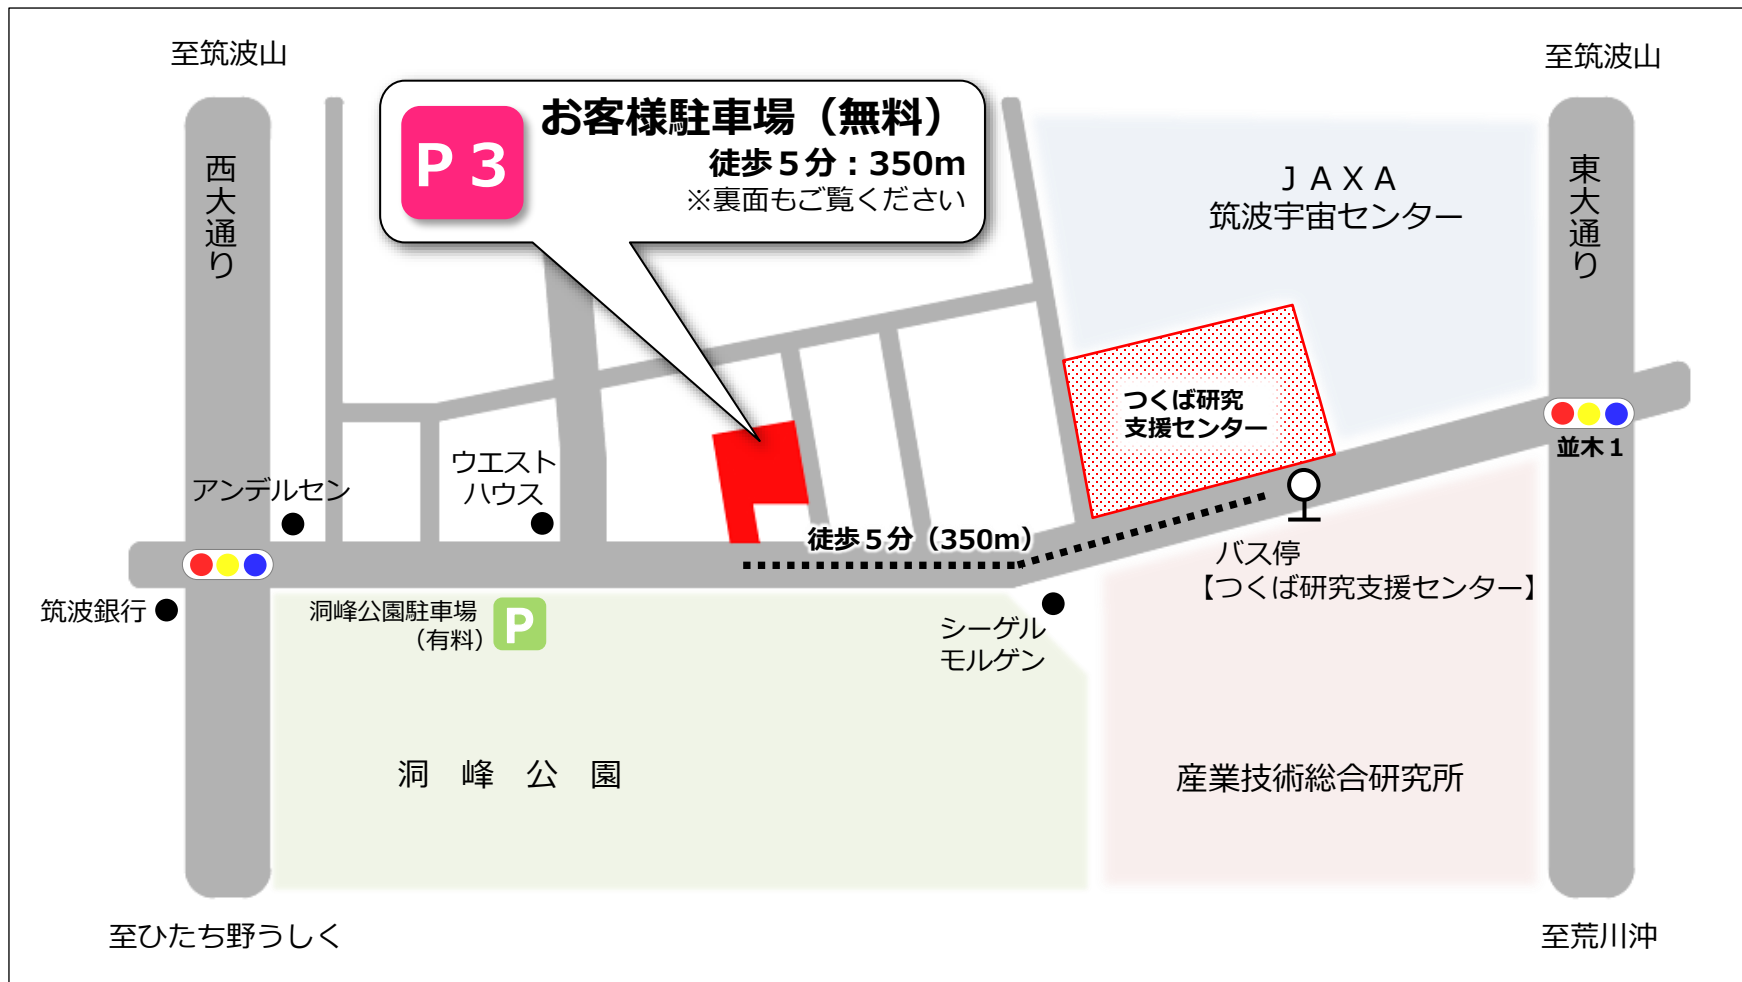 至筑波山
至筑波山
P3
お客様駐車場（無料）
徒歩５分：350m
※裏面もご覧ください
西大通り
ＪＡＸＡ
筑波宇宙センター
東大通り
つくば研究
支援センター
並木１
ウエスト
ハウス
アンデルセン
徒歩５分（350m）
バス停
【つくば研究支援センター】
筑波銀行
洞峰公園駐車場
（有料）
P
シーゲル
モルゲン
洞峰公園
産業技術総合研究所
至ひたち野うしく
至荒川沖